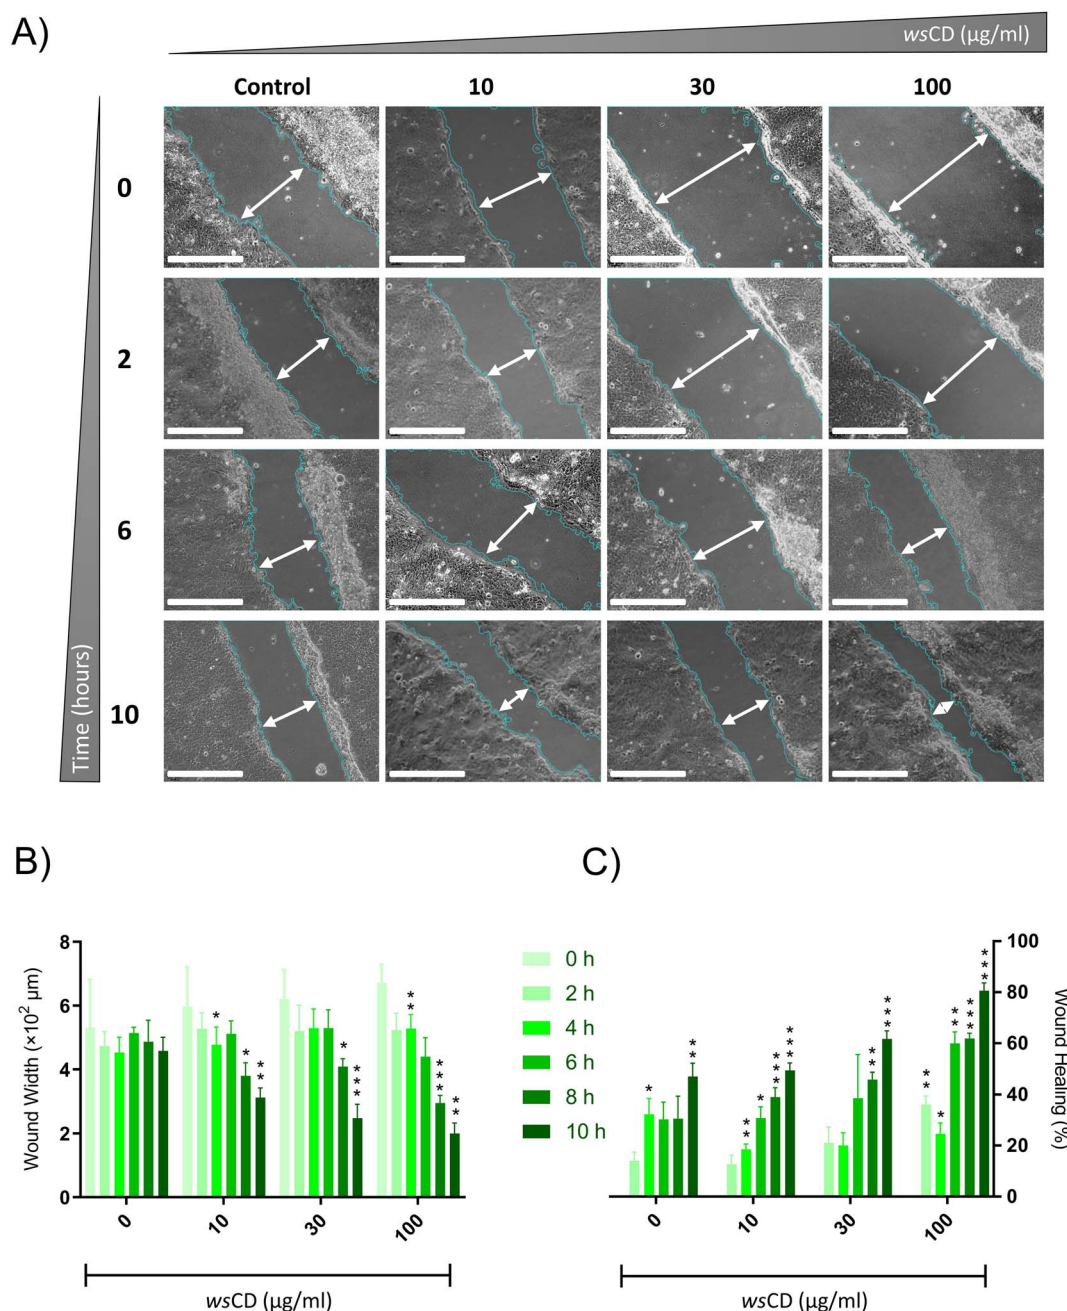 A)
wsCD (µg/ml)
Control 10 30 100
0
2
6
10
Time (hours)
B)
C)
Wound Width (×10² µm)
8
6
4
2
0
* * ** * *** ** *** **
0 10 30 100
wsCD (µg/ml)
0 h
2 h
4 h
6 h
8 h
10 h
* ** ** * *** *** ** *** ** * ** *** ***
100
80
60
40
20
0
Wound Healing (%)
0 10 30 100
wsCD (µg/ml)